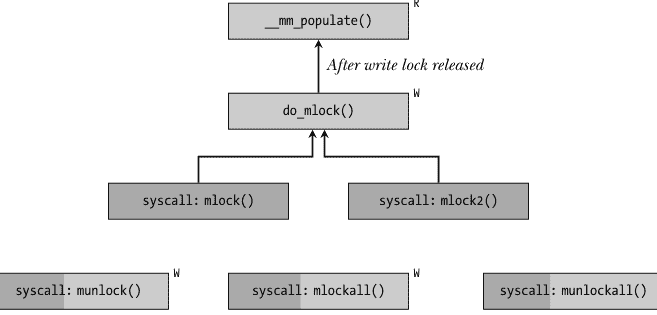 R
__mm_populate()
After write lock released
W
do_mlock()
syscall: mlock()
syscall: mlock2()
W
W
syscall: munlock()
syscall: mlockall()
syscall: munlockall()